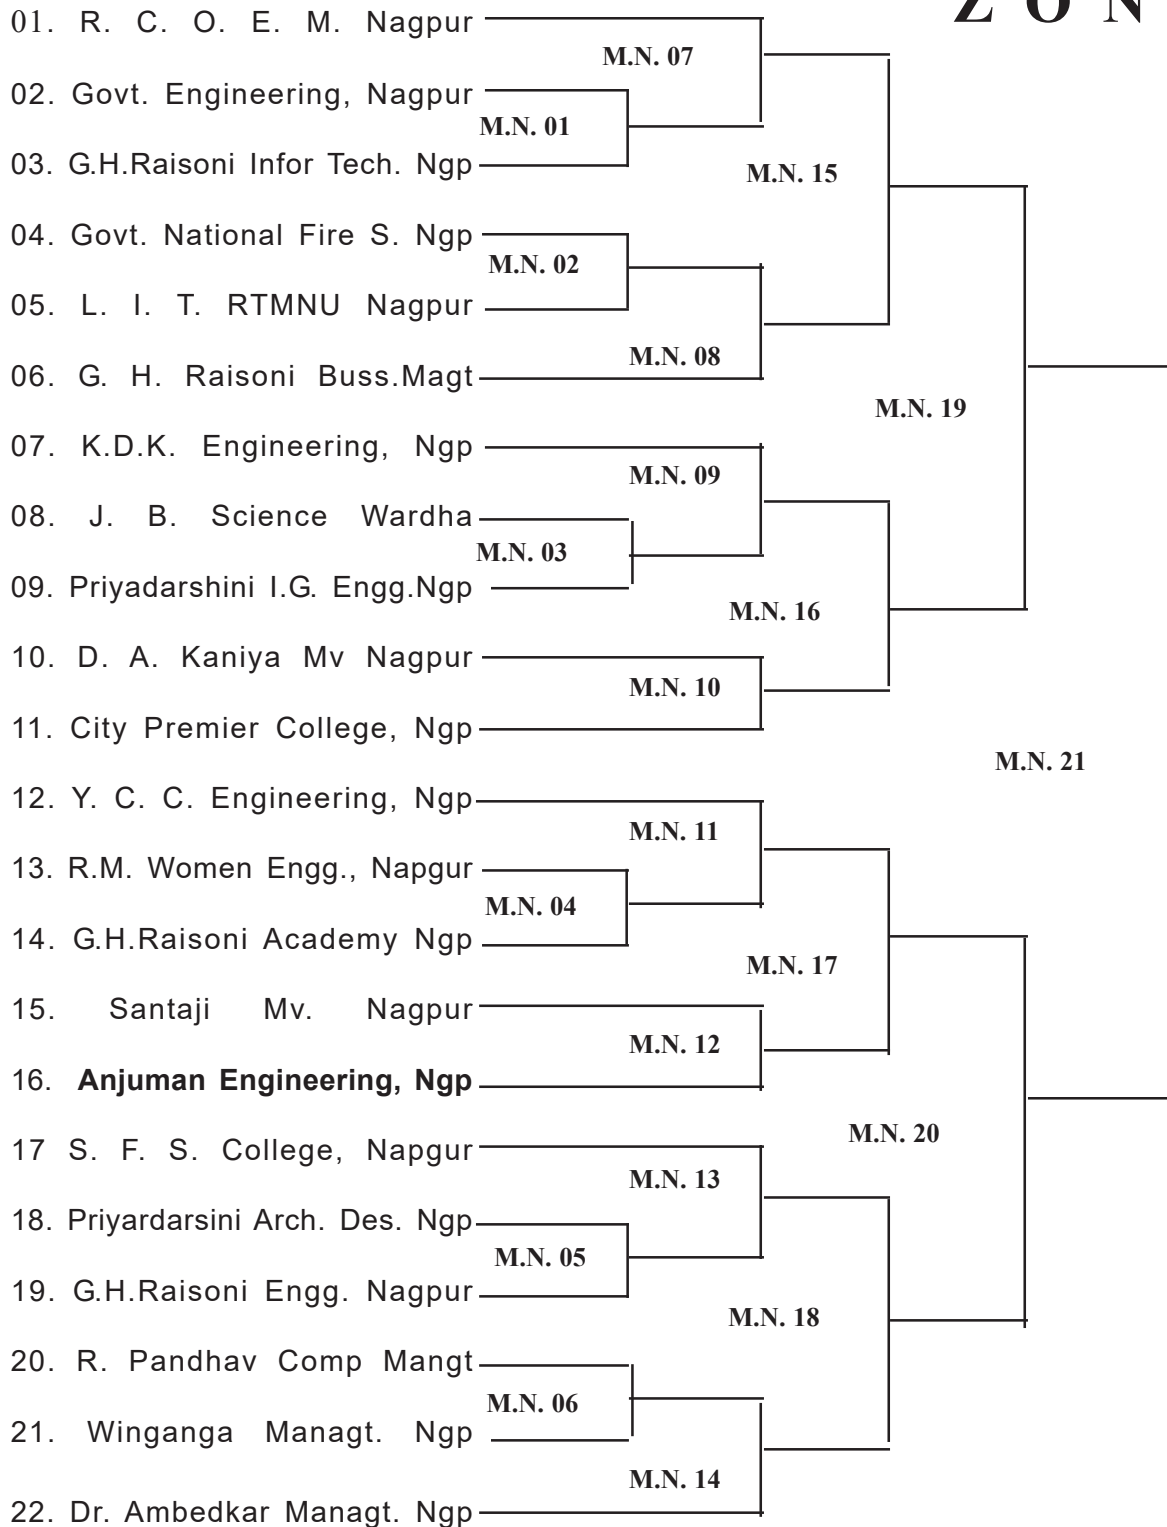 Z O N
01. R. C. O. E. M. Nagpur
M.N. 07
02. Govt. Engineering, Nagpur
M.N. 01
03. G.H.Raisoni Infor Tech. Ngp
M.N. 15
04. Govt. National Fire S. Ngp
M.N. 02
05. L. I. T. RTMNU Nagpur
M.N. 08
06. G. H. Raisoni Buss.Magt
M.N. 19
07. K.D.K. Engineering, Ngp
M.N. 09
08. J. B. Science Wardha
M.N. 03
09. Priyadarshini I.G. Engg.Ngp
M.N. 16
10. D. A. Kaniya Mv Nagpur
M.N. 10
11. City Premier College, Ngp
M.N. 21
12. Y. C. C. Engineering, Ngp
M.N. 11
13. R.M. Women Engg., Napgur
M.N. 04
14. G.H.Raisoni Academy Ngp
M.N. 17
15. Santaji Mv. Nagpur
M.N. 12
16. Anjuman Engineering, Ngp
M.N. 20
17 S. F. S. College, Napgur
M.N. 13
18. Priyardarsini Arch. Des. Ngp
M.N. 05
19. G.H.Raisoni Engg. Nagpur
M.N. 18
20. R. Pandhav Comp Mangt
M.N. 06
21. Winganga Managt. Ngp
M.N. 14
22. Dr. Ambedkar Managt. Ngp